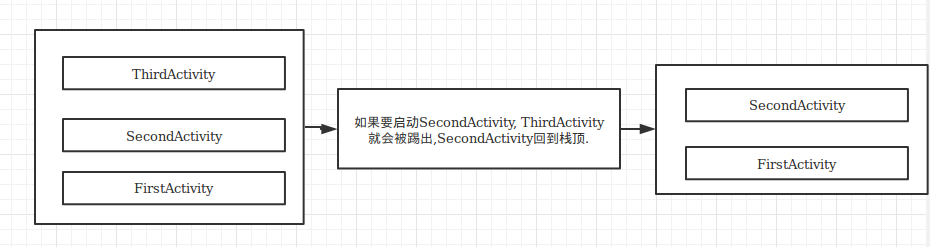 ThirdActivity
SecondActivity
FirstActivity
如果要启动SecondActivity, ThirdActivity
就会被踢出,SecondActivity回到栈顶.
SecondActivity
FirstActivity